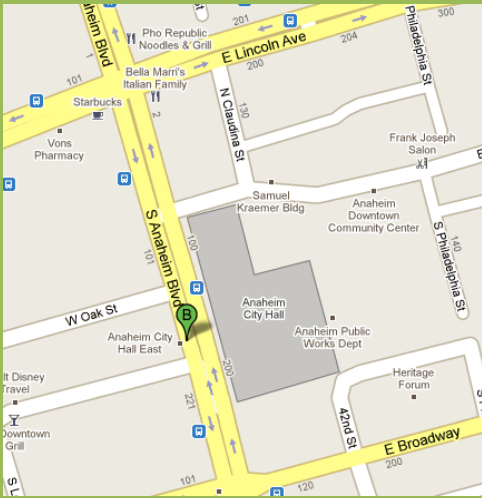 Anaheim Blvd
Pho Republic
Noodles & Grill
201
E Lincoln Ave
200
204
300
Philadelphia St
101
Bella Marri's
Italian Family
Starbucks
2
N Claudina St
130
Vons
Pharmacy
Frank Joseph
Salon
E
Samuel
Kraemer Bldg
Anaheim
Downtown
Community Center
S Anaheim Blvd
100
101
S Philadelphia St
140
W Oak St
B
Anaheim
City Hall
Anaheim City
Hall East
Anaheim Public
Works Dept
200
221
lt Disney
Travel
Heritage
Forum
Downtown
Grill
42nd St
E Broadway
200
120
S L